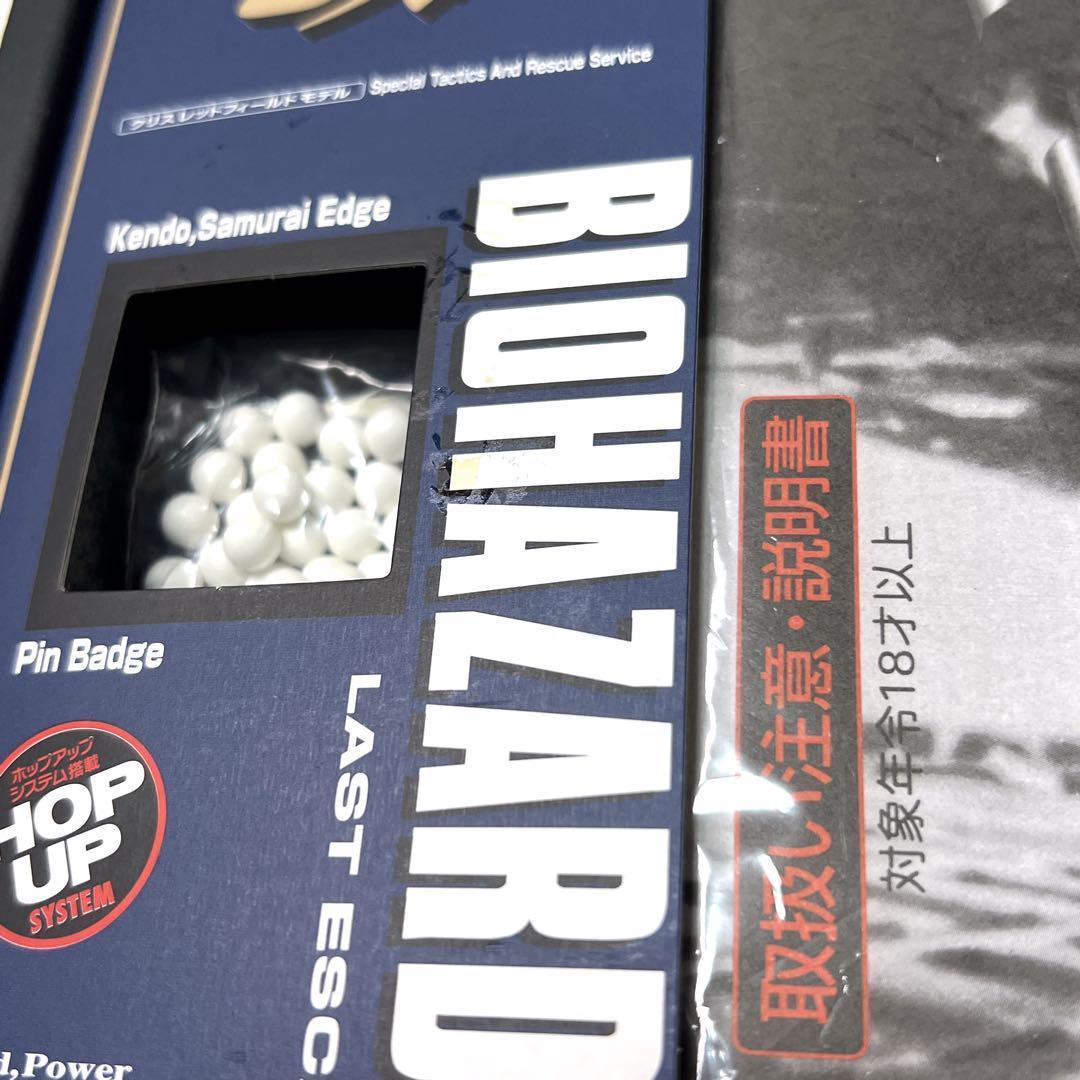 クリス レッドフィールド モデル Special Tactics And Rescue Service
Kendo,Samurai Edge
BIOHAZARD
LAST ESC
Pin Badge
ホップアップ
システム搭載
HOP
UP
SYSTEM
d,Power
取扱い注意・説明書
対象年令18才以上